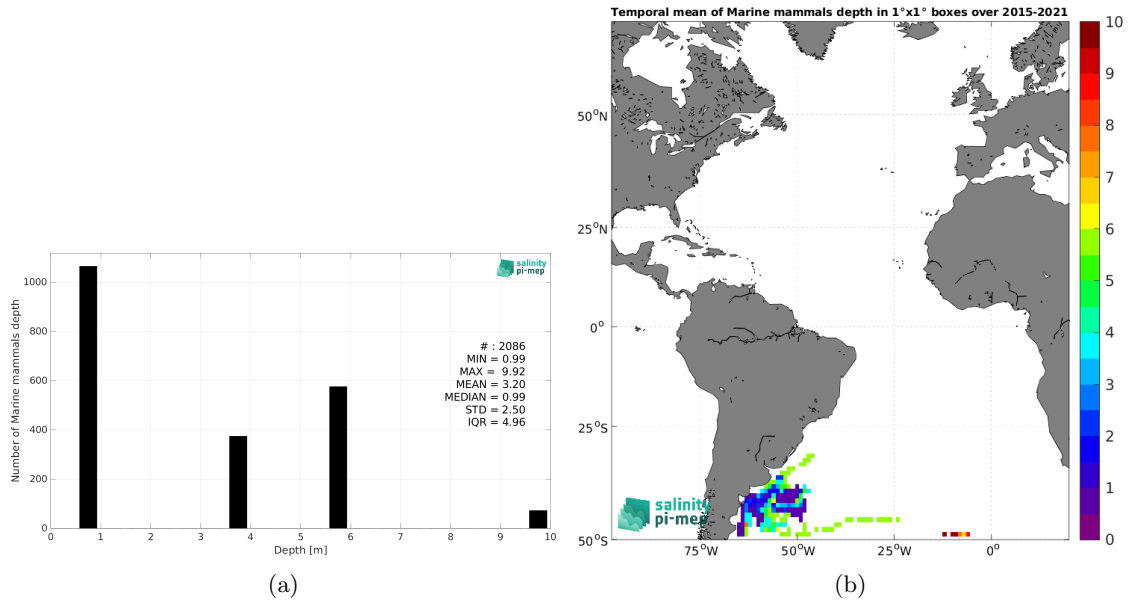 Temporal mean of Marine mammals depth in 1°x1° boxes over 2015-2021
salinity
pi-mep
# : 2086
MIN = 0.99
MAX = 9.92
MEAN = 3.20
MEDIAN = 0.99
STD = 2.50
IQR = 4.96
Number of Marine mammals depth
1000
800
600
400
200
0
0 1 2 3 4 5 6 7 8 9 10
Depth [m]
(a)
50°N
25°N
0°
25°S
50°S
75°W 50°W 25°W 0°
salinity
pi-mep
10
9
8
7
6
5
4
3
2
1
0
(b)